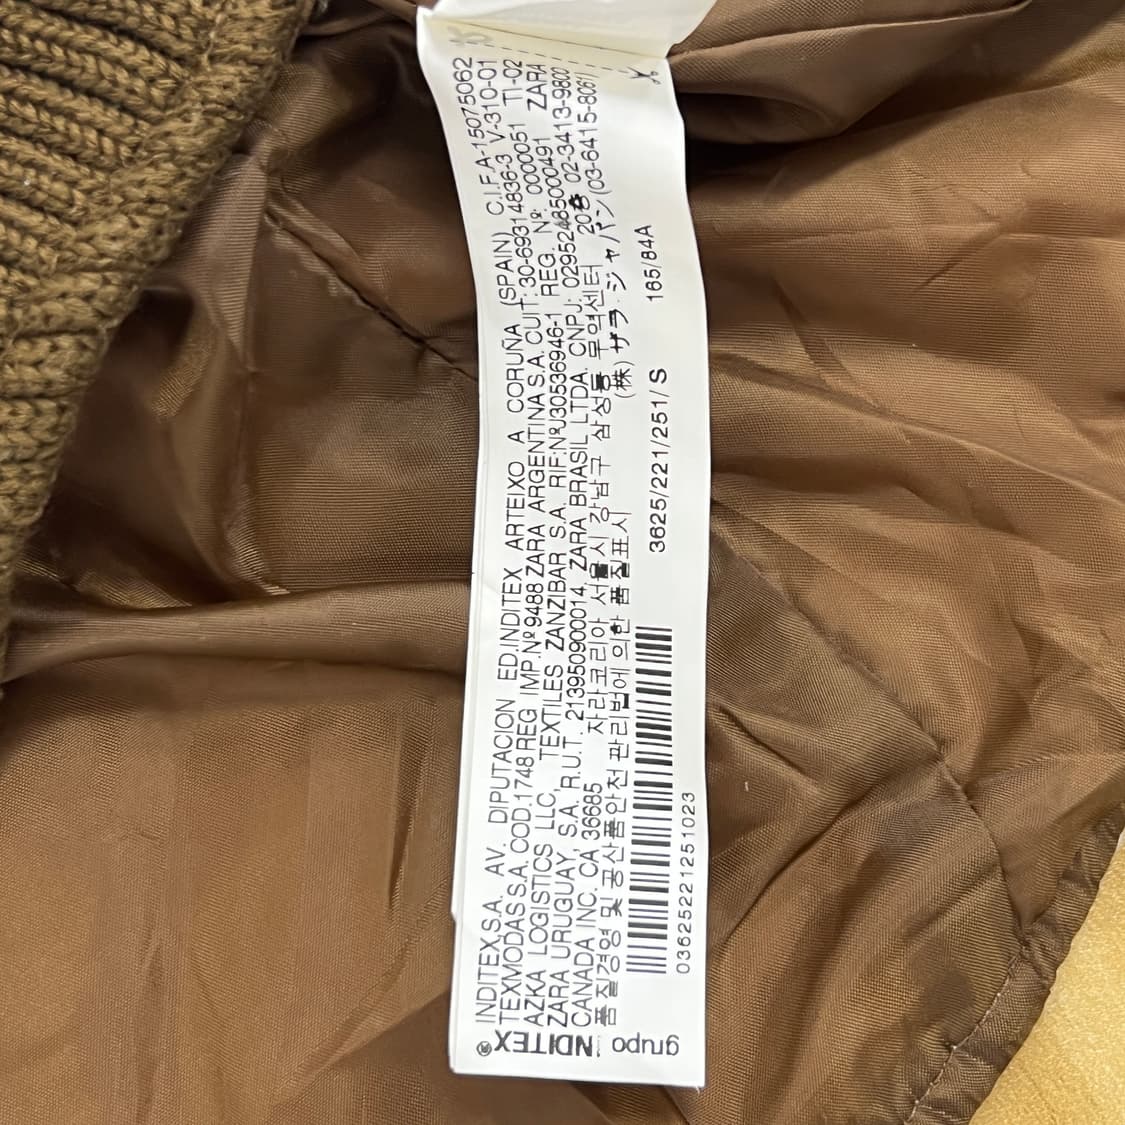 INDITEX,S.A. AV. DIPUTACION ED.INDITEX ARTEIXO A CORUÑA (SPAIN) C.I.F.A-15075062
TEXMODAS S.A. COD.1748 REG IMP.Nº9488 ZARA ARGENTINA S.A. CUIT: 30-69314836-3 V-310-01
AZKA LOGISTICS LLC, TEXTILES ZANZIBAR S.A. RIF:NºJ30536946-1 REG. Nº: 0000051 TI-02
ZARA URUGUAY, S.A. R.U.T. 213950900014, ZARA BRASIL LTDA. CNPJ: 02952485000491 ZARA
CANADA INC. CA, 36685 자라코리아 서울시 강남구 삼성동 무역센터 20층 02-3413-9800
품질경영 및 공산품안전 관리법에 의한 품질표시 (株) ザラ・ジャパン(03-6415-8061)
3625/221/251/ S 165/84A
03625221251023
grupo INDITEX®